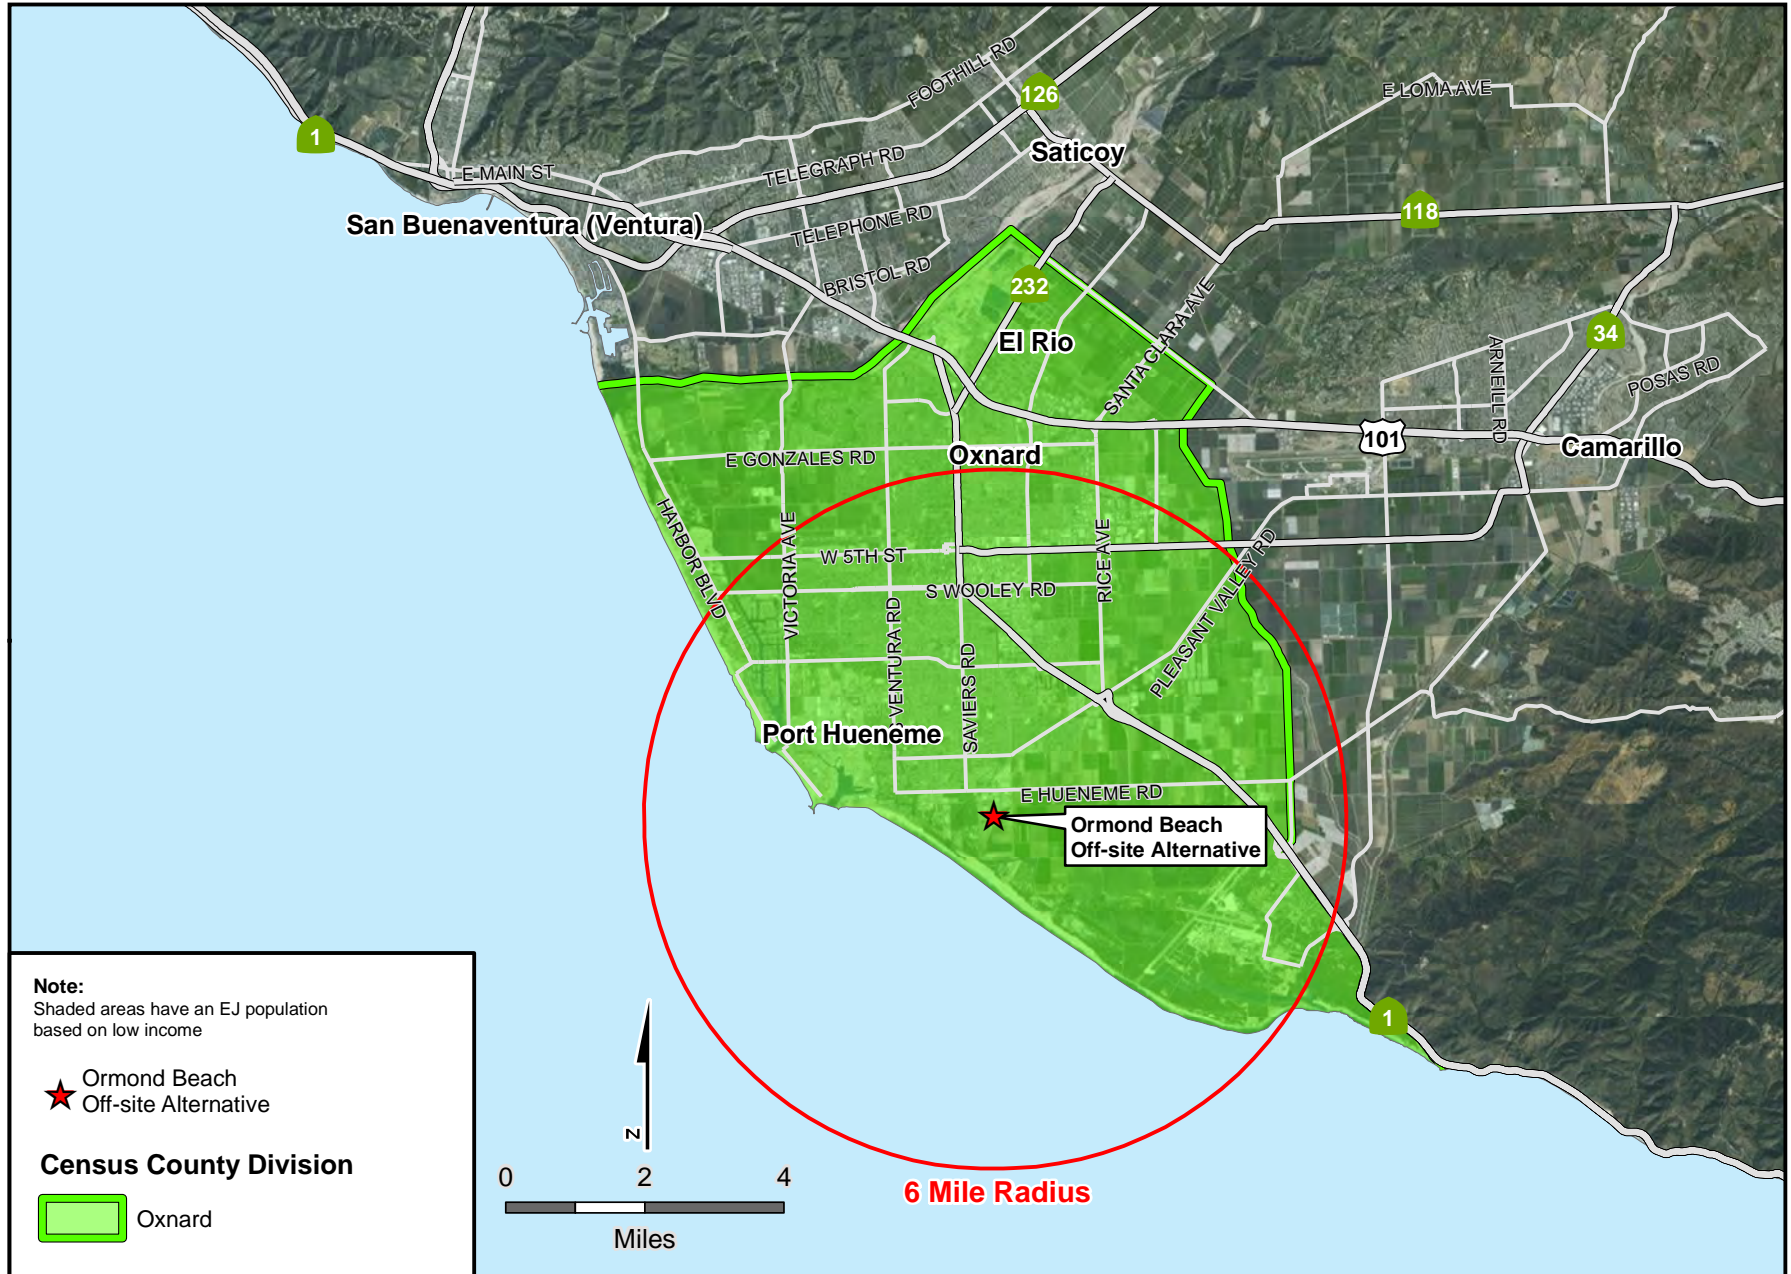 FOOTHILL RD
126
E LOMA AVE
1
Saticoy
E MAIN ST
TELEGRAPH RD
118
San Buenaventura (Ventura)
TELEPHONE RD
BRISTOL RD
232
SANTA CLARA AVE
El Rio
34
ARNEILL RD
POSAS RD
101
Camarillo
Oxnard
E GONZALES RD
HARBOR BLVD
VICTORIA AVE
W 5TH ST
RICE AVE
PLEASANT VALLEY RD
S WOOLEY RD
S VENTURA RD
SAVIERS RD
Port Hueneme
E HUENEME RD
Ormond Beach
Off-site Alternative
1
6 Mile Radius
Note:
Shaded areas have an EJ population
based on low income
Ormond Beach
Off-site Alternative
Census County Division
Oxnard
N
0 2 4
Miles